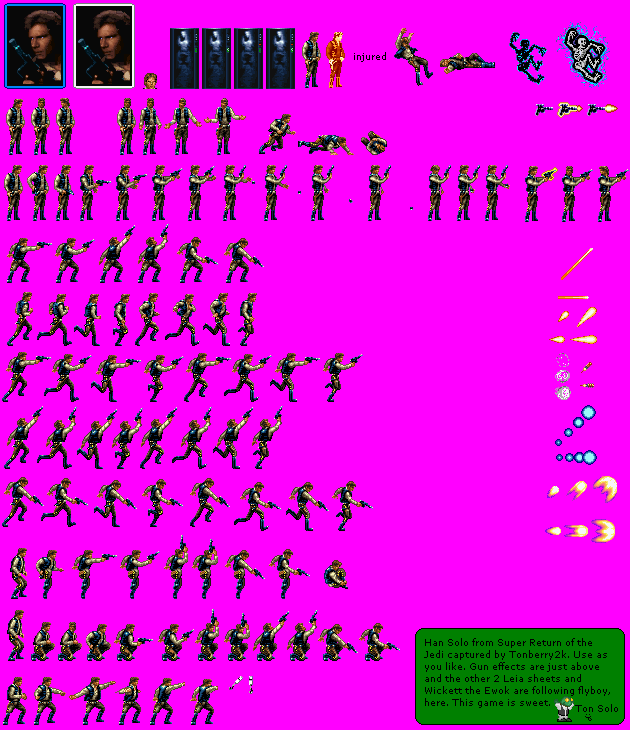 injured
Han Solo from Super Return of the
Jedi captured by Tonberry2k. Use as
you like. Gun effects are just above
and the other 2 Leia sheets and
Wickett the Ewok are following flyboy,
here. This game is sweet.
Ton Solo